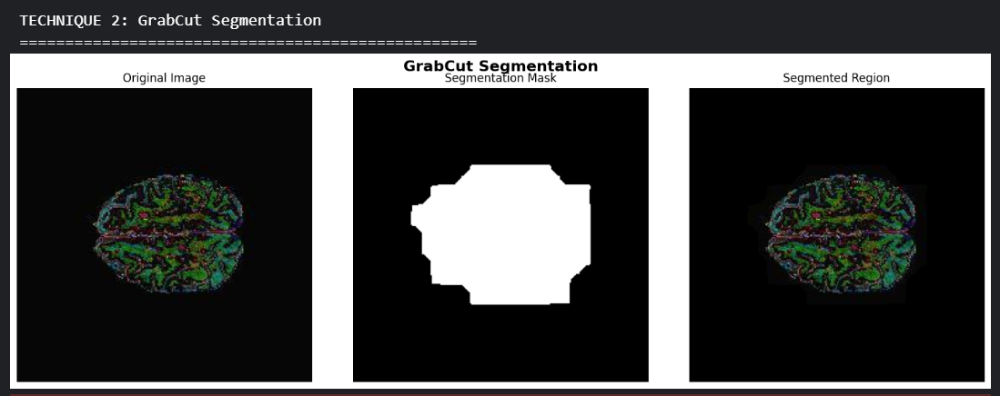 TECHNIQUE 2: GrabCut Segmentation
==================================================
GrabCut Segmentation
Original Image
Segmentation Mask
Segmented Region